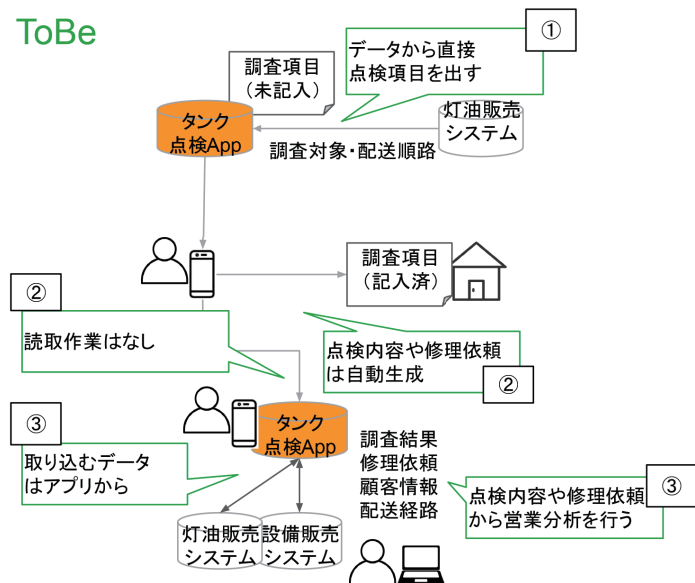 ToBe
①
データから直接
点検項目を出す
調査項目
（未記入）
タンク
点検App
灯油販売
システム
調査対象・配送順路
調査項目
（記入済）
②
読取作業はなし
点検内容や修理依頼
は自動生成
②
③
取り込むデータ
はアプリから
タンク
点検App
調査結果
修理依頼
顧客情報
配送経路
③
点検内容や修理依頼
から営業分析を行う
灯油販売
システム
設備販売
システム